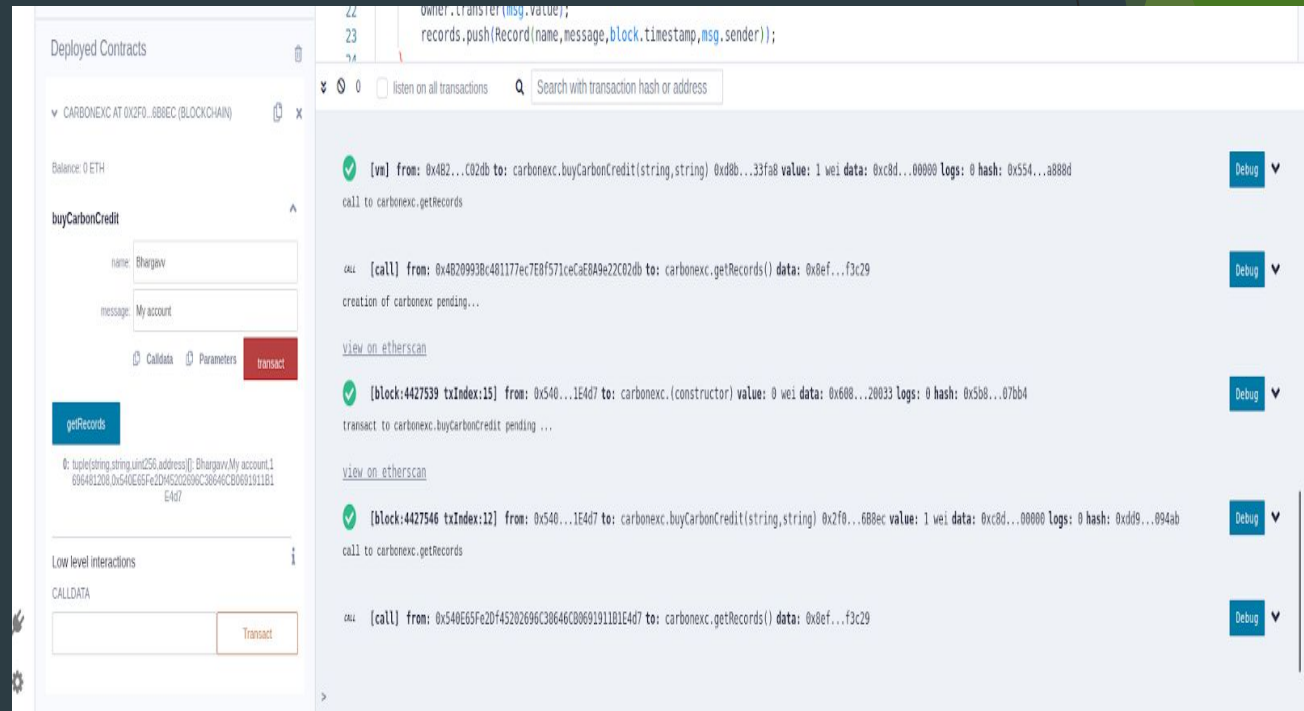 Deployed Contracts
CARBONEXC AT 0X2F0...6B8EC (BLOCKCHAIN)
Balance: 0 ETH
buyCarbonCredit
name: Bhargavv
message: My account
Calldata Parameters transact
getRecords
0: tuple(string,string,uint256,address)[]: Bhargavv,My account,1
696481208,0x540E65Fe2Df45202696C38646CB0691911B1
E4d7
Low level interactions
CALLDATA
Transact
22 owner.transfer(msg.value);
23 records.push(Record(name,message,block.timestamp,msg.sender));
24 }
0 listen on all transactions Search with transaction hash or address
[vm] from: 0x4B2...C02db to: carbonexc.buyCarbonCredit(string,string) 0xd8b...33fa8 value: 1 wei data: 0xc8d...00000 logs: 0 hash: 0x554...a888d Debug
call to carbonexc.getRecords
CALL [call] from: 0x4B20993Bc481177ec7E8f571ceCaE8A9e22C02db to: carbonexc.getRecords() data: 0x8ef...f3c29 Debug
creation of carbonexc pending...
view on etherscan
[block:4427539 txIndex:15] from: 0x540...1E4d7 to: carbonexc.(constructor) value: 0 wei data: 0x608...20033 logs: 0 hash: 0x5b8...07bb4 Debug
transact to carbonexc.buyCarbonCredit pending ...
view on etherscan
[block:4427546 txIndex:12] from: 0x540...1E4d7 to: carbonexc.buyCarbonCredit(string,string) 0x2f0...6B8ec value: 1 wei data: 0xc8d...00000 logs: 0 hash: 0xdd9...094ab Debug
call to carbonexc.getRecords
CALL [call] from: 0x540E65Fe2Df45202696C38646CB0691911B1E4d7 to: carbonexc.getRecords() data: 0x8ef...f3c29 Debug
>